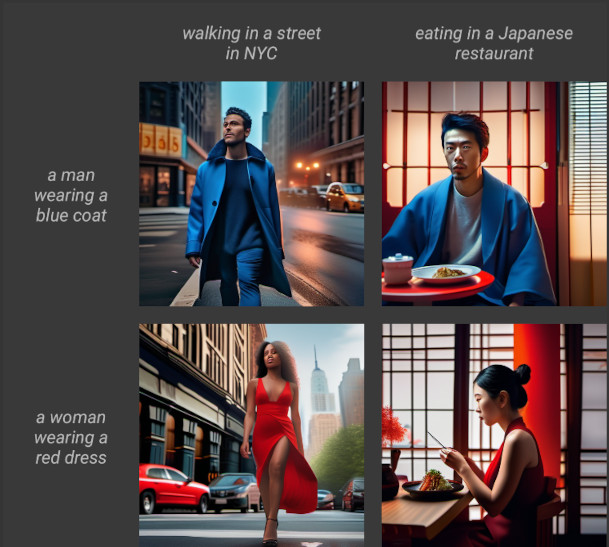 walking in a street
in NYC
eating in a Japanese
restaurant
a man
wearing a
blue coat
a woman
wearing a
red dress